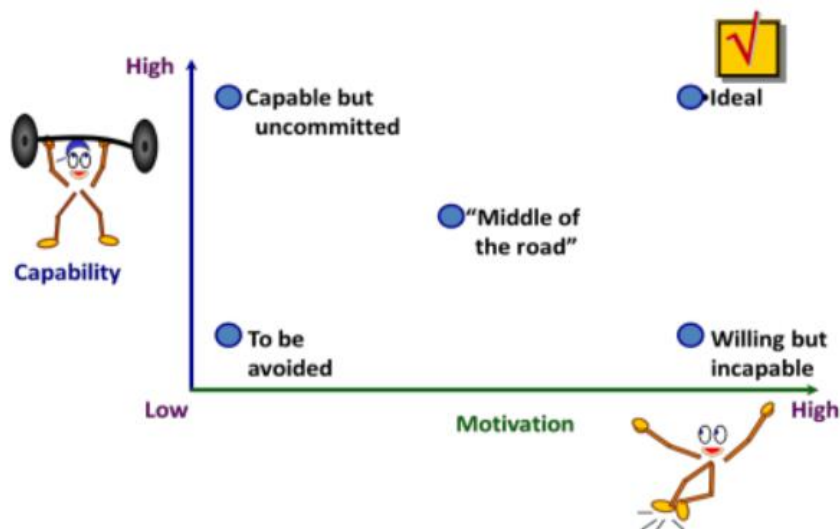 High
Capable but
uncommitted
Ideal
"Middle of
the road"
Capability
To be
avoided
Willing but
incapable
Low
Motivation
High